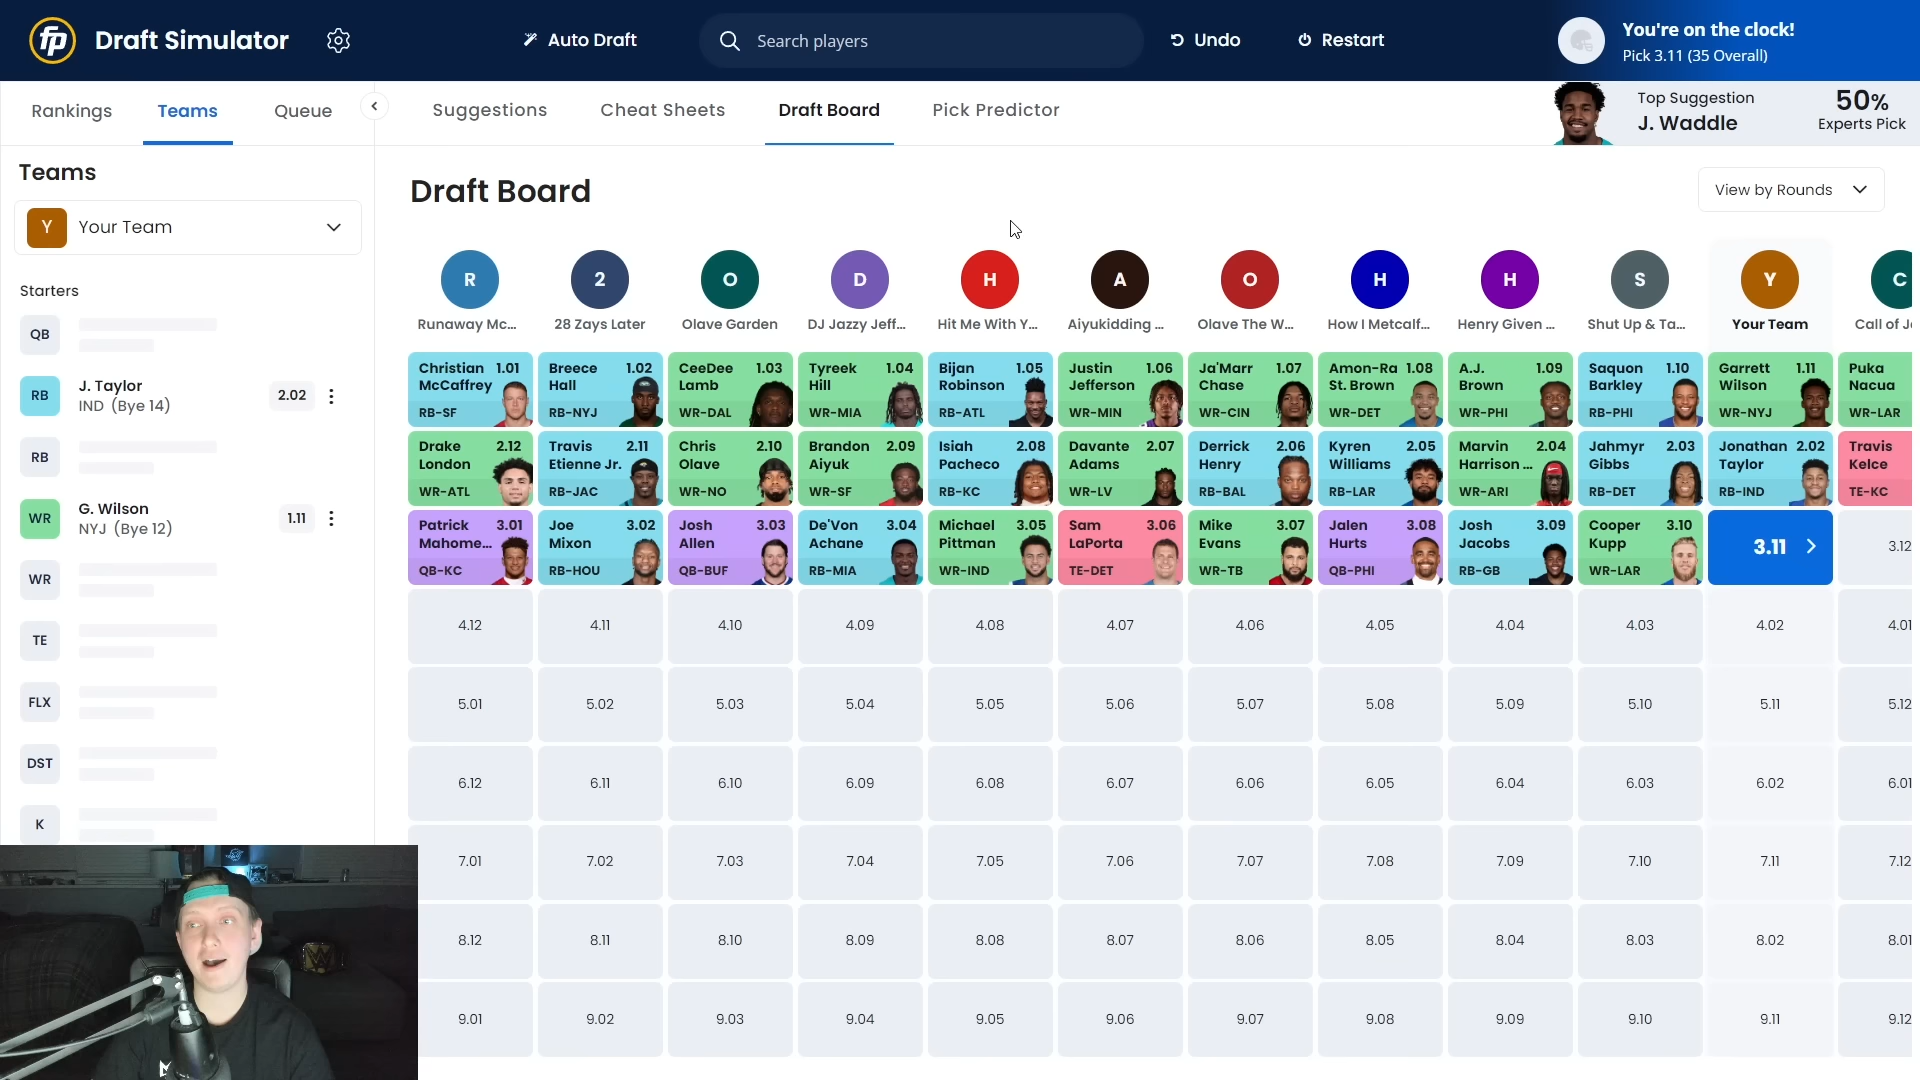 fp Draft Simulator
Auto Draft
Search players
Undo
Restart
You're on the clock!
Pick 3.11 (35 Overall)
Rankings
Teams
Queue
Suggestions
Cheat Sheets
Draft Board
Pick Predictor
Top Suggestion
J. Waddle
50%
Experts Pick
Teams
Y Your Team
Starters
QB
RB J. Taylor 2.02
IND (Bye 14)
RB
WR G. Wilson 1.11
NYJ (Bye 12)
WR
TE
FLX
DST
K
Draft Board
View by Rounds
R 2 O D H A O H H S Y C
Runaway Mc... 28 Zays Later Olave Garden DJ Jazzy Jeff... Hit Me With Y... Aiyukidding ... Olave The W... How I Metcalf... Henry Given ... Shut Up & Ta... Your Team Call of J
Christian 1.01 Breece 1.02 CeeDee 1.03 Tyreek 1.04 Bijan 1.05 Justin 1.06 Ja'Marr 1.07 Amon-Ra 1.08 A.J. 1.09 Saquon 1.10 Garrett 1.11 Puka
McCaffrey Hall Lamb Hill Robinson Jefferson Chase St. Brown Brown Barkley Wilson Nacua
RB-SF RB-NYJ WR-DAL WR-MIA RB-ATL WR-MIN WR-CIN WR-DET WR-PHI RB-PHI WR-NYJ WR-LAR
Drake 2.12 Travis 2.11 Chris 2.10 Brandon 2.09 Isiah 2.08 Davante 2.07 Derrick 2.06 Kyren 2.05 Marvin 2.04 Jahmyr 2.03 Jonathan 2.02 Travis
London Etienne Jr. Olave Aiyuk Pacheco Adams Henry Williams Harrison ... Gibbs Taylor Kelce
WR-ATL RB-JAC WR-NO WR-SF RB-KC WR-LV RB-BAL RB-LAR WR-ARI RB-DET RB-IND TE-KC
Patrick 3.01 Joe 3.02 Josh 3.03 De'Von 3.04 Michael 3.05 Sam 3.06 Mike 3.07 Jalen 3.08 Josh 3.09 Cooper 3.10 3.11 3.12
Mahome... Mixon Allen Achane Pittman LaPorta Evans Hurts Jacobs Kupp
QB-KC RB-HOU QB-BUF RB-MIA WR-IND TE-DET WR-TB QB-PHI RB-GB WR-LAR
4.12 4.11 4.10 4.09 4.08 4.07 4.06 4.05 4.04 4.03 4.02 4.01
5.01 5.02 5.03 5.04 5.05 5.06 5.07 5.08 5.09 5.10 5.11 5.12
6.12 6.11 6.10 6.09 6.08 6.07 6.06 6.05 6.04 6.03 6.02 6.01
7.01 7.02 7.03 7.04 7.05 7.06 7.07 7.08 7.09 7.10 7.11 7.12
8.12 8.11 8.10 8.09 8.08 8.07 8.06 8.05 8.04 8.03 8.02 8.01
9.01 9.02 9.03 9.04 9.05 9.06 9.07 9.08 9.09 9.10 9.11 9.12